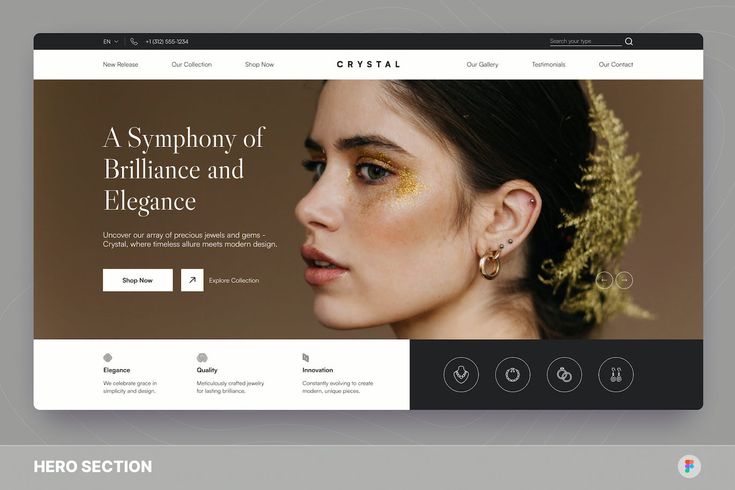 EN
+1 (312) 555-1234
Search your type
New Release
Our Collection
Shop Now
CRYSTAL
Our Gallery
Testimonials
Our Contact
A Symphony of
Brilliance and
Elegance
Uncover our array of precious jewels and gems -
Crystal, where timeless allure meets modern design.
Shop Now
Explore Collection
Elegance
We celebrate grace in
simplicity and design.
Quality
Meticulously crafted jewelry
for lasting brilliance.
Innovation
Constantly evolving to create
modern, unique pieces.
HERO SECTION